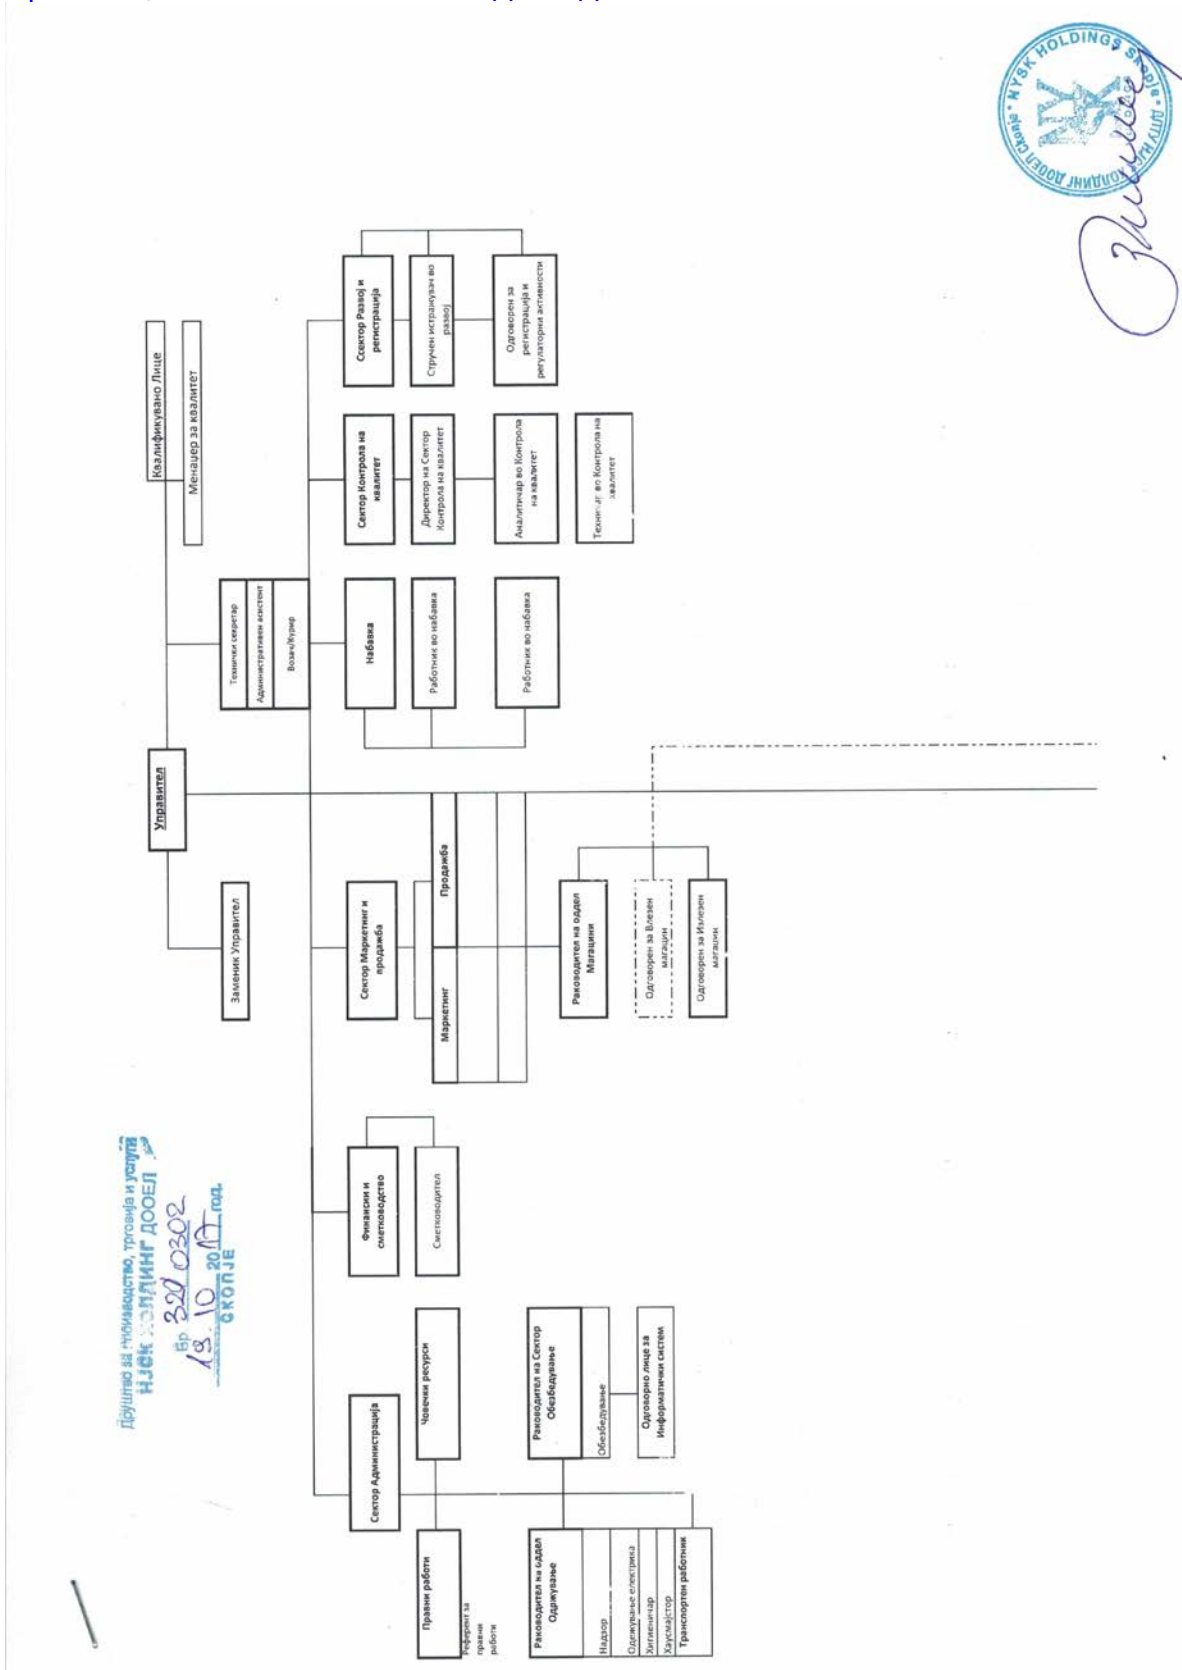 Друштво за производство, трговија и услуги
НЈСК ХОЛДИНГ ДООЕЛ
Бр.
0302
19. 10 2017 год.
СКОПЈЕ
Управител
Заменик Управител
Квалификувано Лице
Менаџер за квалитет
Технички секретар
Административен асистент
Возач/Курир
Сектор Администрација
Правни работи
Референт за
правни
работи
Човечки ресурси
Раководител на оддел
Одржување
Надзор
Хигиеничар
Хаусмајстор
Транспортен работник
Раководител на Сектор
Обезбедување
Обезбедување
Одговорно лице за
Информатички систем
Финансии и
сметководство
Сметководител
Сектор Маркетинг и
продажба
Маркетинг
Продажба
Раководител на оддел
Магацини
Одговорен за Влезен
магацин
Одговорен за Излезен
магацин
Набавка
Работник во набавка
Работник во набавка
Сектор Контрола на
квалитет
Директор на Сектор
Контрола на квалитет
Аналитичар во Контрола
на квалитет
Техничар во Контрола на
квалитет
Ссектор Развој и
регистрација
Стручен истражувач во
развој
Одговорен за
регистрација и
регулаторни активности
NYSK HOLDINGS Skopje * ДПТУ НЈСК ХОЛДИНГ ДООЕЛ Скопје *